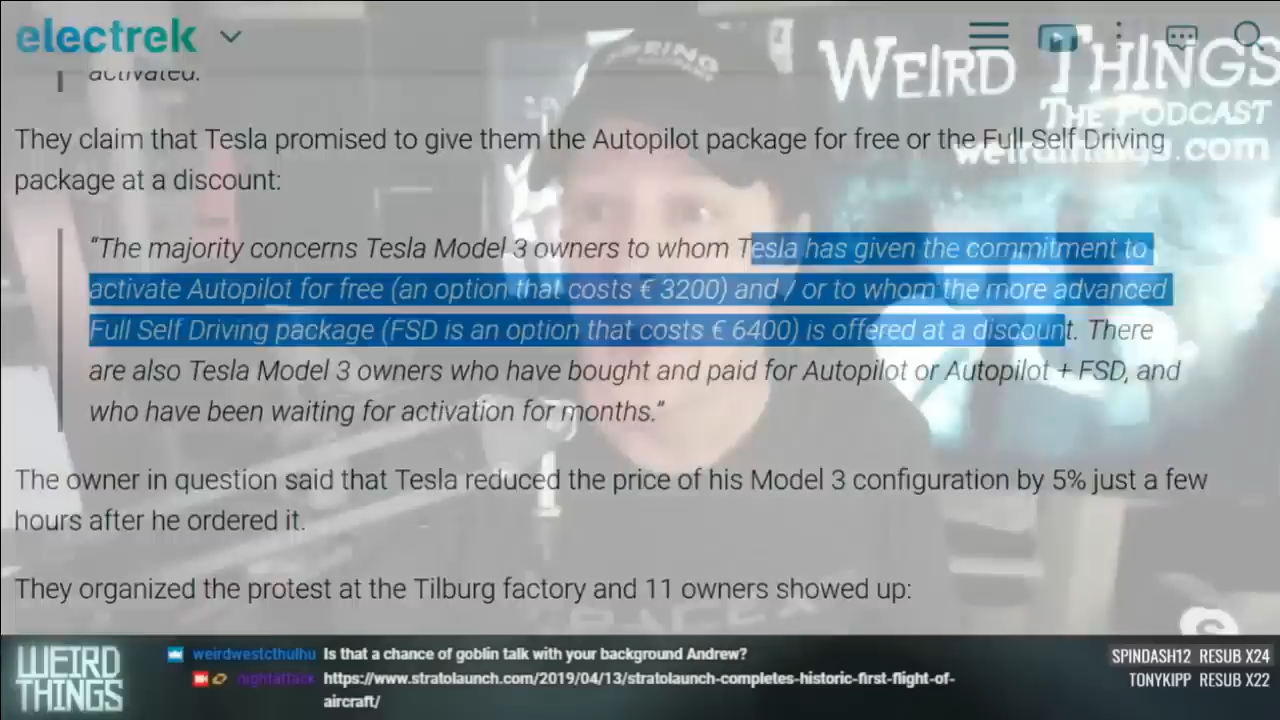 electrek
WEIRD THINGS
THE PODCAST
weirdthings.com
activated.
They claim that Tesla promised to give them the Autopilot package for free or the Full Self Driving
package at a discount:
“The majority concerns Tesla Model 3 owners to whom Tesla has given the commitment to
activate Autopilot for free (an option that costs € 3200) and / or to whom the more advanced
Full Self Driving package (FSD is an option that costs € 6400) is offered at a discount. There
are also Tesla Model 3 owners who have bought and paid for Autopilot or Autopilot + FSD, and
who have been waiting for activation for months.“
The owner in question said that Tesla reduced the price of his Model 3 configuration by 5% just a few
hours after he ordered it.
They organized the protest at the Tilburg factory and 11 owners showed up:
SPACEX
WEIRD
THINGS
weirdwestcthulhu Is that a chance of goblin talk with your background Andrew?
nightattack https://www.stratolaunch.com/2019/04/13/stratolaunch-completes-historic-first-flight-of-
aircraft/
SPINDASH12 RESUB X24
TONYKIPP RESUB X22